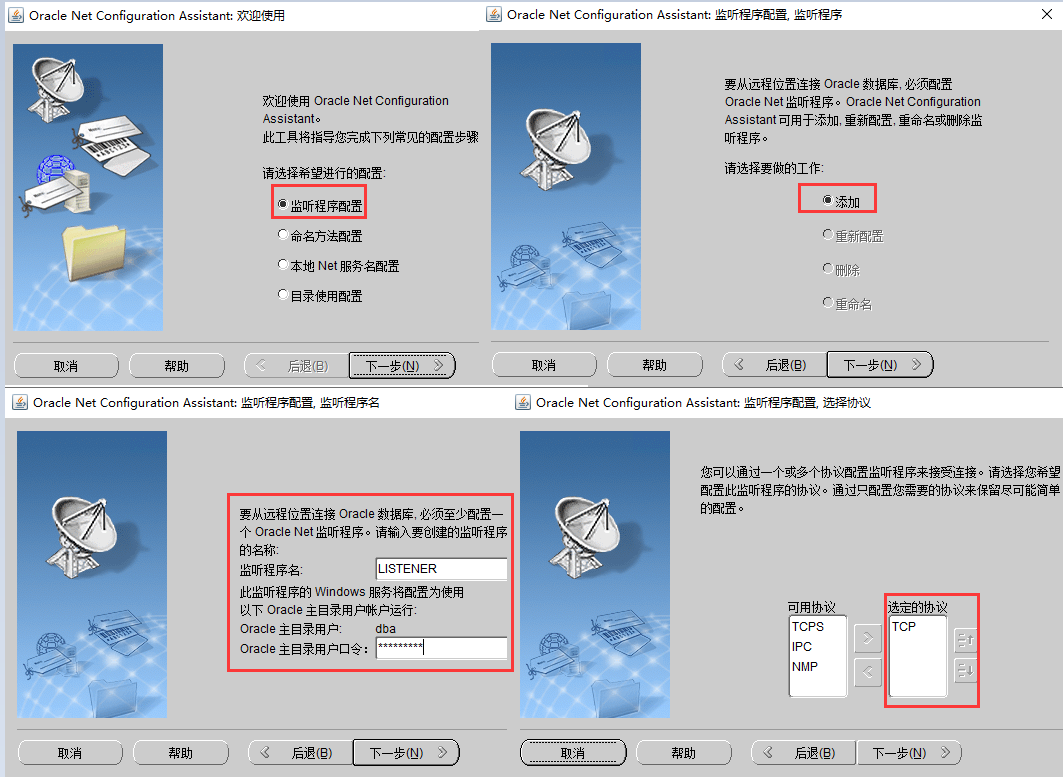 Oracle Net Configuration Assistant: 欢迎使用
欢迎使用 Oracle Net Configuration
Assistant。
此工具将指导您完成下列常见的配置步骤
请选择希望进行的配置:
监听程序配置
命名方法配置
本地 Net 服务名配置
目录使用配置
取消
帮助
后退(B)
下一步(N)
Oracle Net Configuration Assistant: 监听程序配置, 监听程序
要从远程位置连接 Oracle 数据库, 必须配置
Oracle Net 监听程序。Oracle Net Configuration
Assistant 可用于添加, 重新配置, 重命名或删除监
听程序。
请选择要做的工作:
添加
重新配置
删除
重命名
取消
帮助
后退(B)
下一步(N)
Oracle Net Configuration Assistant: 监听程序配置, 监听程序名
要从远程位置连接 Oracle 数据库, 必须至少配置一
个 Oracle Net 监听程序。请输入要创建的监听程序
的名称:
监听程序名:
LISTENER
此监听程序的 Windows 服务将配置为使用
以下 Oracle 主目录用户帐户运行:
Oracle 主目录用户: dba
Oracle 主目录用户口令: *********
取消
帮助
后退(B)
下一步(N)
Oracle Net Configuration Assistant: 监听程序配置, 选择协议
您可以通过一个或多个协议配置监听程序来接受连接。请选择您希望
配置此监听程序的协议。通过只配置您需要的协议来保留尽可能简单
的配置。
可用协议
TCPS
IPC
NMP
选定的协议
TCP
取消
帮助
后退(B)
下一步(N)